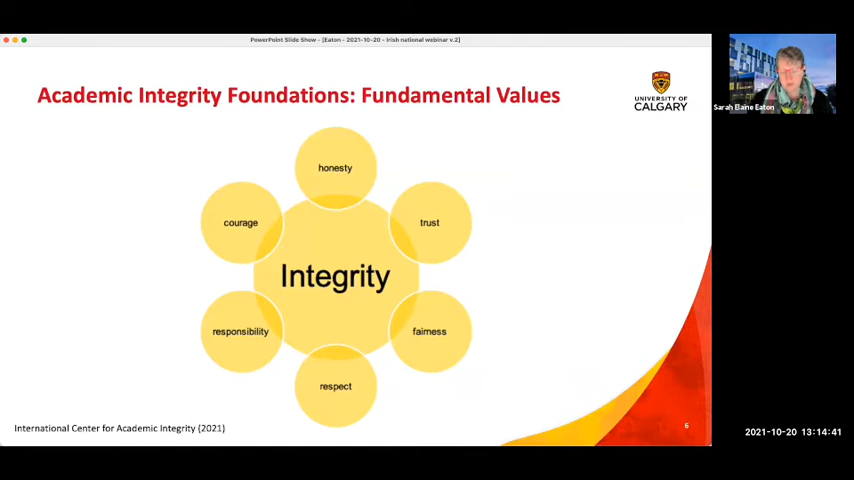 PowerPoint Slide Show - [Eaton - 2021-10-20 - Irish national webinar v.2]
Academic Integrity Foundations: Fundamental Values
UNIVERSITY OF
CALGARY
Sarah Elaine Eaton
honesty
courage
trust
Integrity
responsibility
fairness
respect
International Center for Academic Integrity (2021)
6
2021-10-20 13:14:41